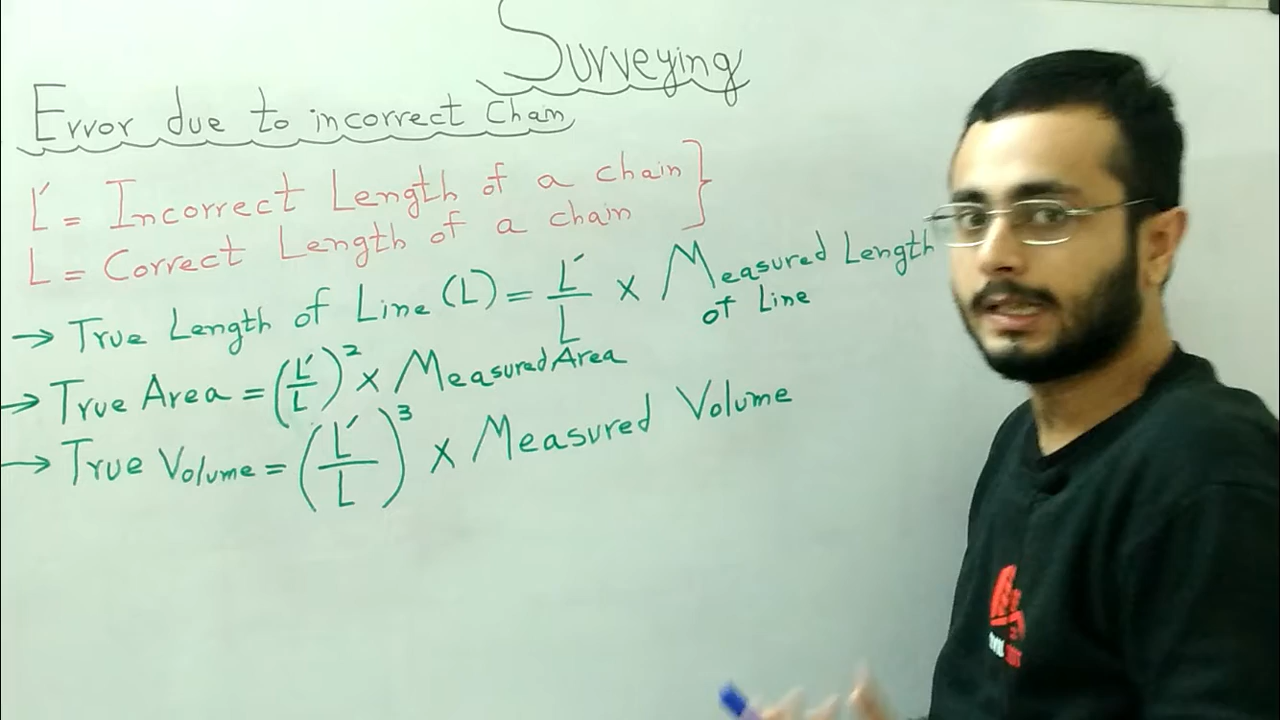 Surveying
Error due to incorrect Chain
L' = Incorrect Length of a chain }
L = Correct Length of a chain
→ True Length of Line (L) = L'/L × Measured Length of Line
→ True Area = (L'/L)² × Measured Area
→ True Volume = (L'/L)³ × Measured Volume